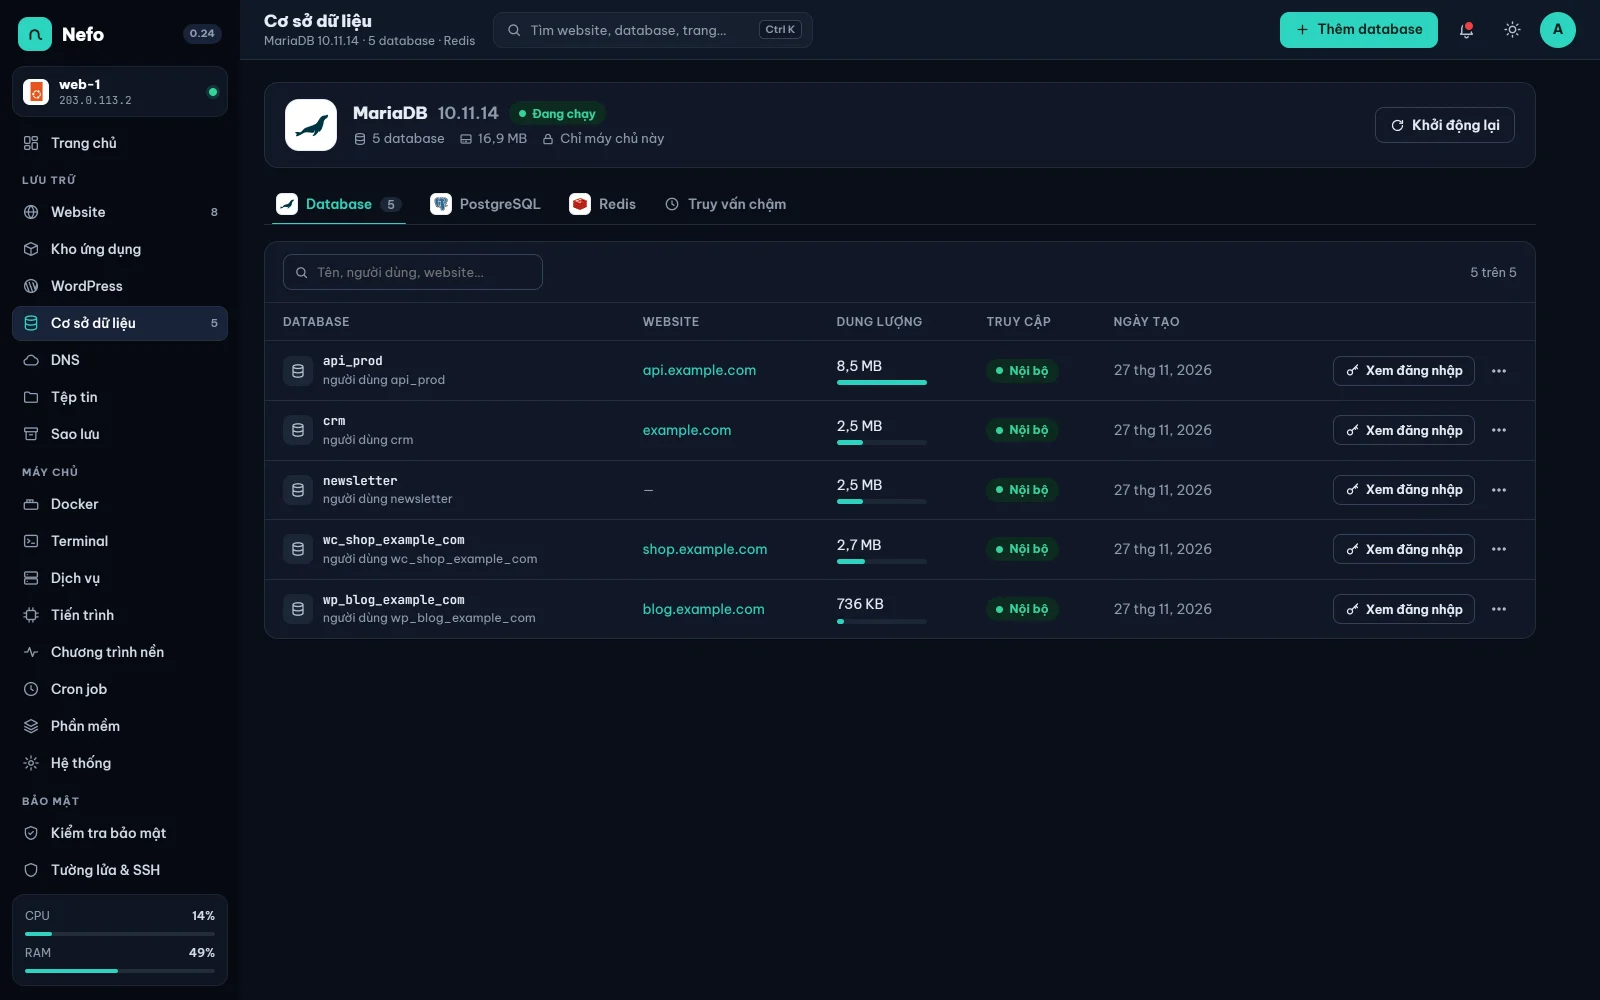 Nefo
0.24
web-1
203.0.113.2
Trang chủ
LƯU TRỮ
Website 8
Kho ứng dụng
WordPress
Cơ sở dữ liệu 5
DNS
Tệp tin
Sao lưu
MÁY CHỦ
Docker
Terminal
Dịch vụ
Tiến trình
Chương trình nền
Cron job
Phần mềm
Hệ thống
BẢO MẬT
Kiểm tra bảo mật
Tường lửa & SSH
CPU 14%
RAM 49%
Cơ sở dữ liệu
MariaDB 10.11.14 · 5 database · Redis
Tìm website, database, trang... Ctrl K
Thêm database
A
MariaDB 10.11.14 Đang chạy
5 database 16,9 MB Chỉ máy chủ này
Khởi động lại
Database 5 PostgreSQL Redis Truy vấn chậm
Tên, người dùng, website...
5 trên 5
DATABASE WEBSITE DUNG LƯỢNG TRUY CẬP NGÀY TẠO
api_prod
người dùng api_prod
api.example.com 8,5 MB Nội bộ 27 thg 11, 2026 Xem đăng nhập
crm
người dùng crm
example.com 2,5 MB Nội bộ 27 thg 11, 2026 Xem đăng nhập
newsletter
người dùng newsletter
— 2,5 MB Nội bộ 27 thg 11, 2026 Xem đăng nhập
wc_shop_example_com
người dùng wc_shop_example_com
shop.example.com 2,7 MB Nội bộ 27 thg 11, 2026 Xem đăng nhập
wp_blog_example_com
người dùng wp_blog_example_com
blog.example.com 736 KB Nội bộ 27 thg 11, 2026 Xem đăng nhập